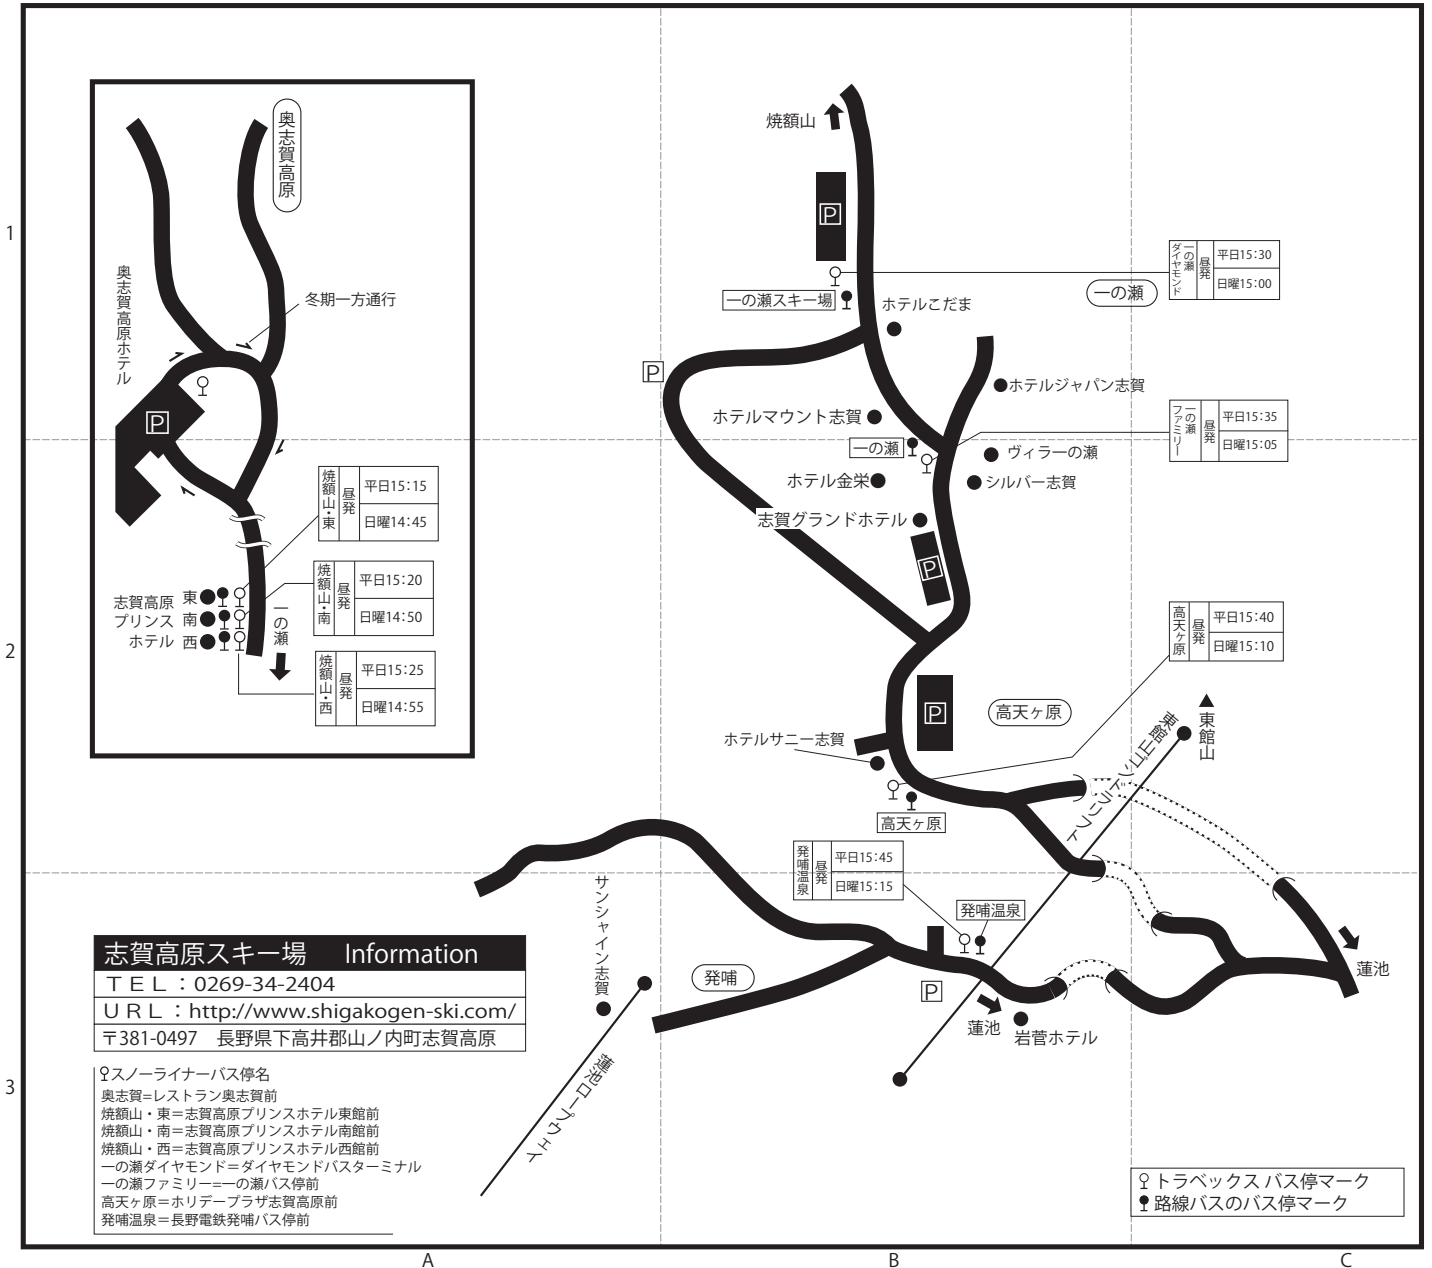 1
2
3
A
B
C
奥志賀高原
奥志賀高原ホテル
冬期一方通行
P
焼額山・東
昼発
平日15:15
日曜14:45
焼額山・南
昼発
平日15:20
日曜14:50
焼額山・西
昼発
平日15:25
日曜14:55
志賀高原
プリンス
ホテル
東
南
西
一の瀬
焼額山
P
一の瀬スキー場
ホテルこだま
一の瀬
一の瀬
ダイヤモンド
昼発
平日15:30
日曜15:00
P
ホテルジャパン志賀
ホテルマウント志賀
一の瀬
一の瀬
ファミリー
昼発
平日15:35
日曜15:05
ヴィラ一の瀬
ホテル金栄
シルバー志賀
志賀グランドホテル
P
高天ヶ原
昼発
平日15:40
日曜15:10
P
高天ヶ原
東館山
東館山ゴンドラリフト
ホテルサニー志賀
高天ヶ原
発哺温泉
昼発
平日15:45
日曜15:15
発哺温泉
サンシャイン志賀
発哺
P
蓮池
岩菅ホテル
蓮池
蓮池ロープウェイ
志賀高原スキー場 Information
TEL:0269-34-2404
URL:http://www.shigakogen-ski.com/
〒381-0497 長野県下高井郡山ノ内町志賀高原
スノーライナーバス停名
奥志賀=レストラン奥志賀前
焼額山・東=志賀高原プリンスホテル東館前
焼額山・南=志賀高原プリンスホテル南館前
焼額山・西=志賀高原プリンスホテル西館前
一の瀬ダイヤモンド=ダイヤモンドバスターミナル
一の瀬ファミリー=一の瀬バス停前
高天ヶ原=ホリデープラザ志賀高原前
発哺温泉=長野電鉄発哺バス停前
トラベックス バス停マーク
路線バスのバス停マーク